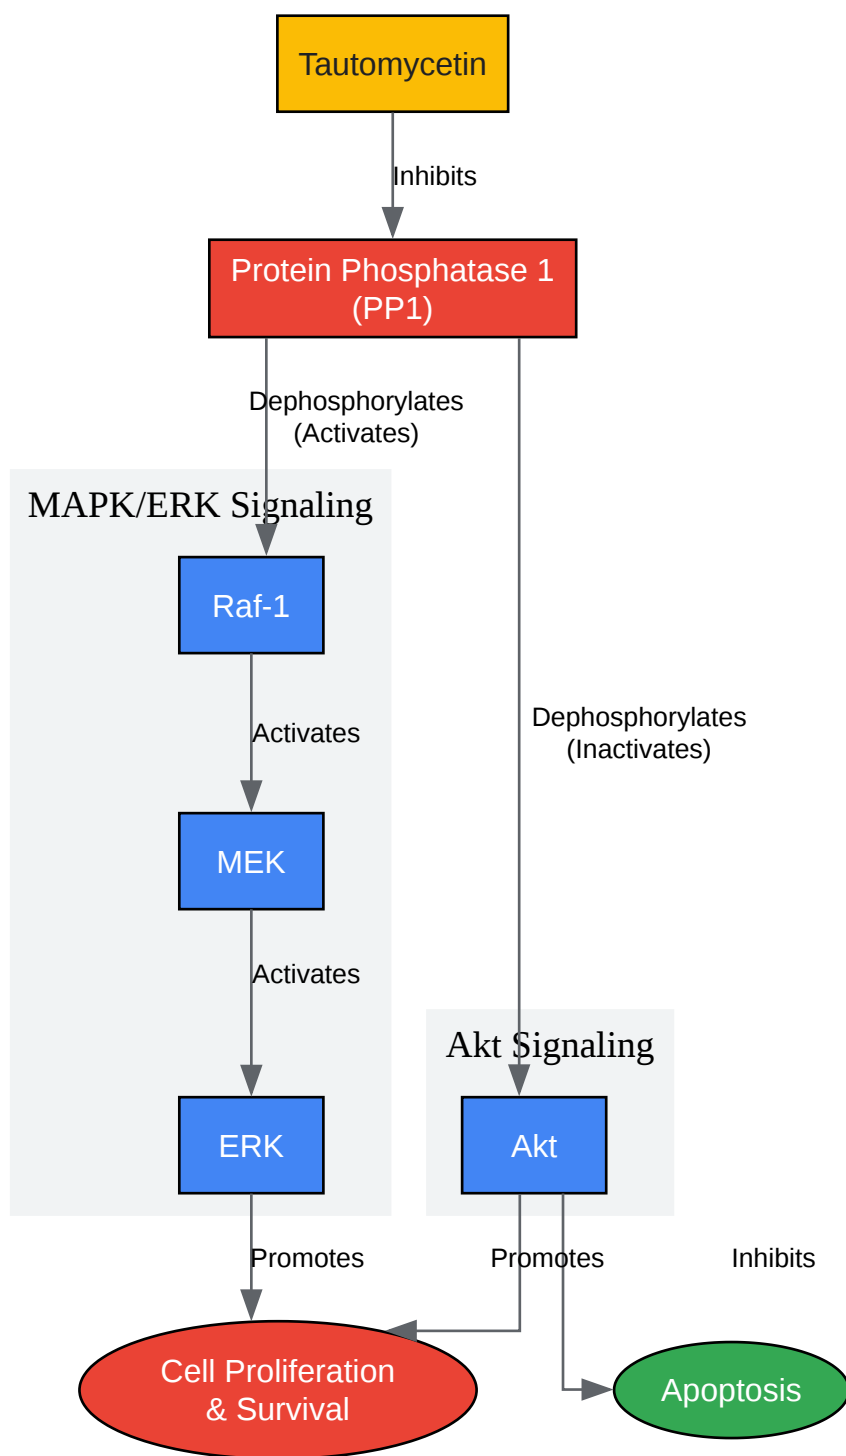 Tautomycetin
Inhibits
Protein Phosphatase 1
(PP1)
Dephosphorylates
(Activates)
MAPK/ERK Signaling
Raf-1
Activates
Dephosphorylates
(Inactivates)
MEK
Activates
Akt Signaling
ERK
Akt
Promotes
Promotes
Inhibits
Cell Proliferation
& Survival
Apoptosis